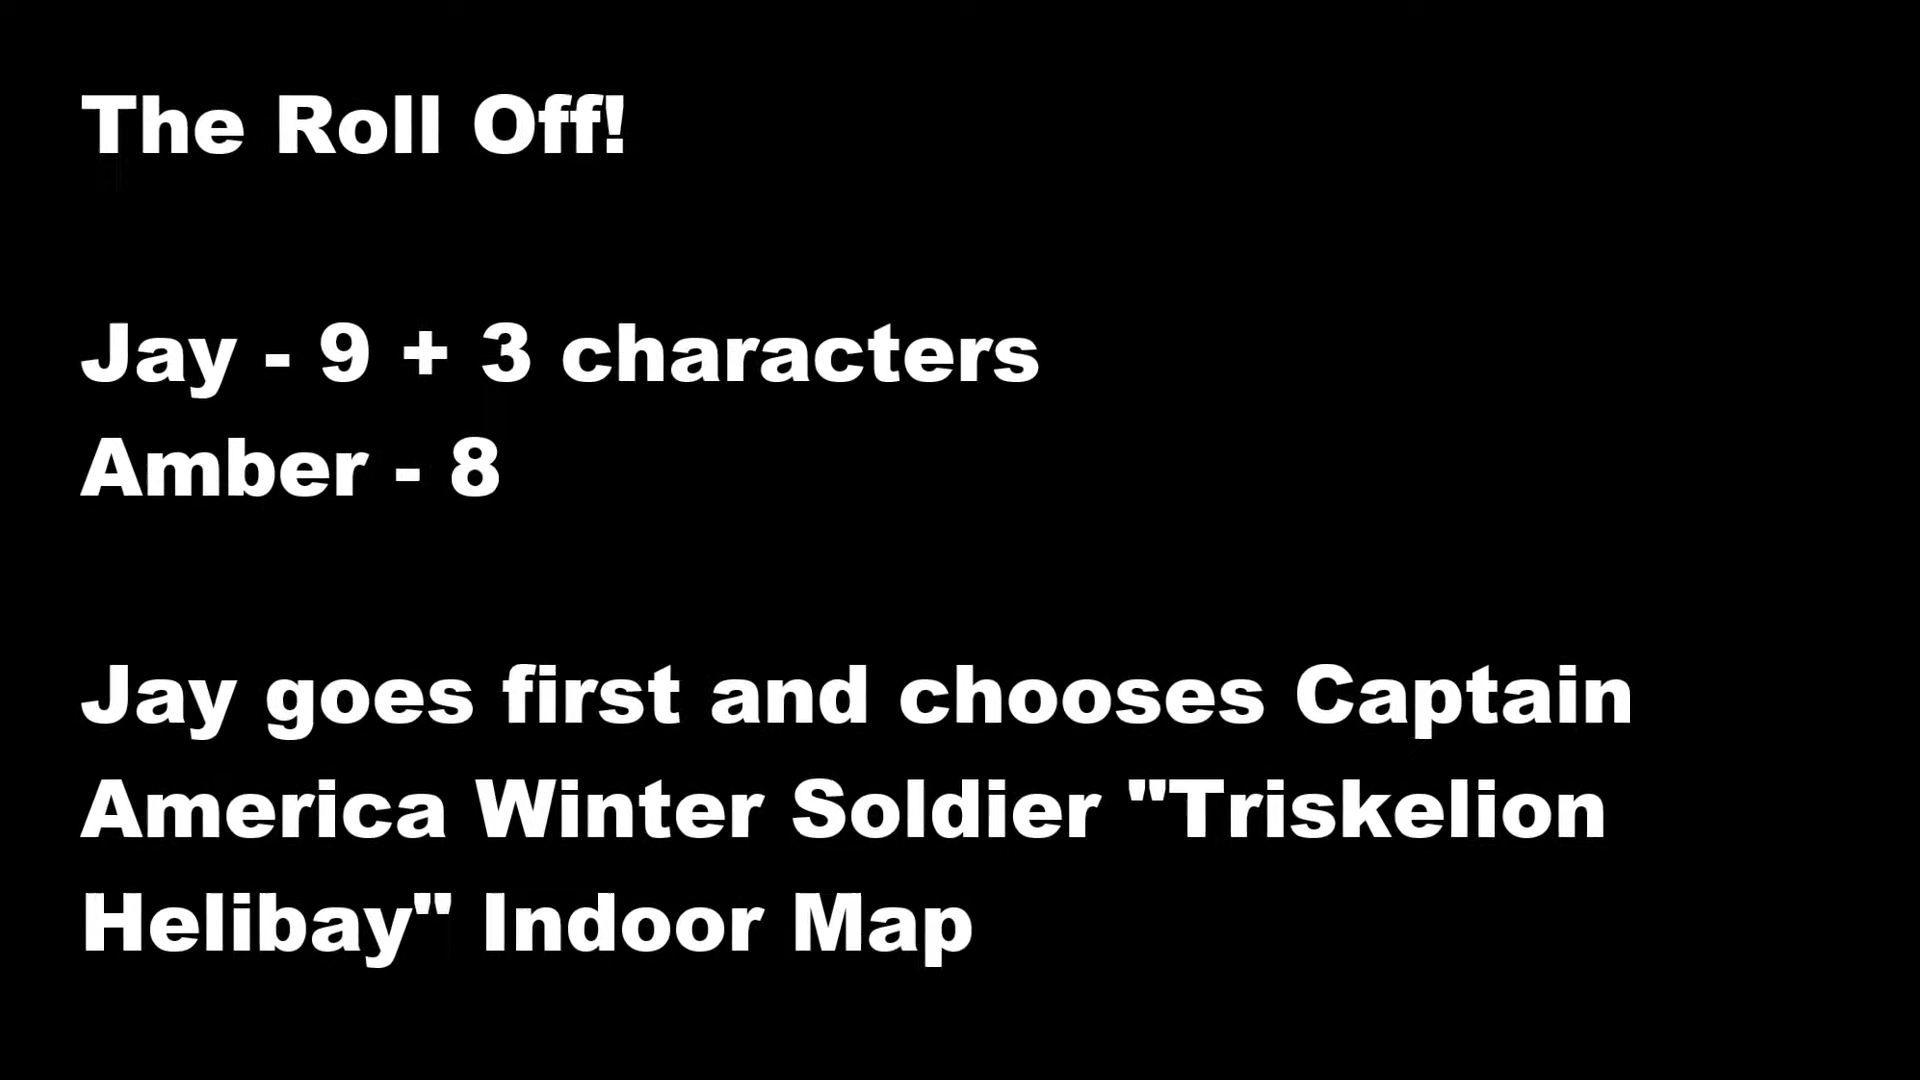 The Roll Off!
Jay - 9 + 3 characters
Amber - 8
Jay goes first and chooses Captain
America Winter Soldier "Triskelion
Helibay" Indoor Map